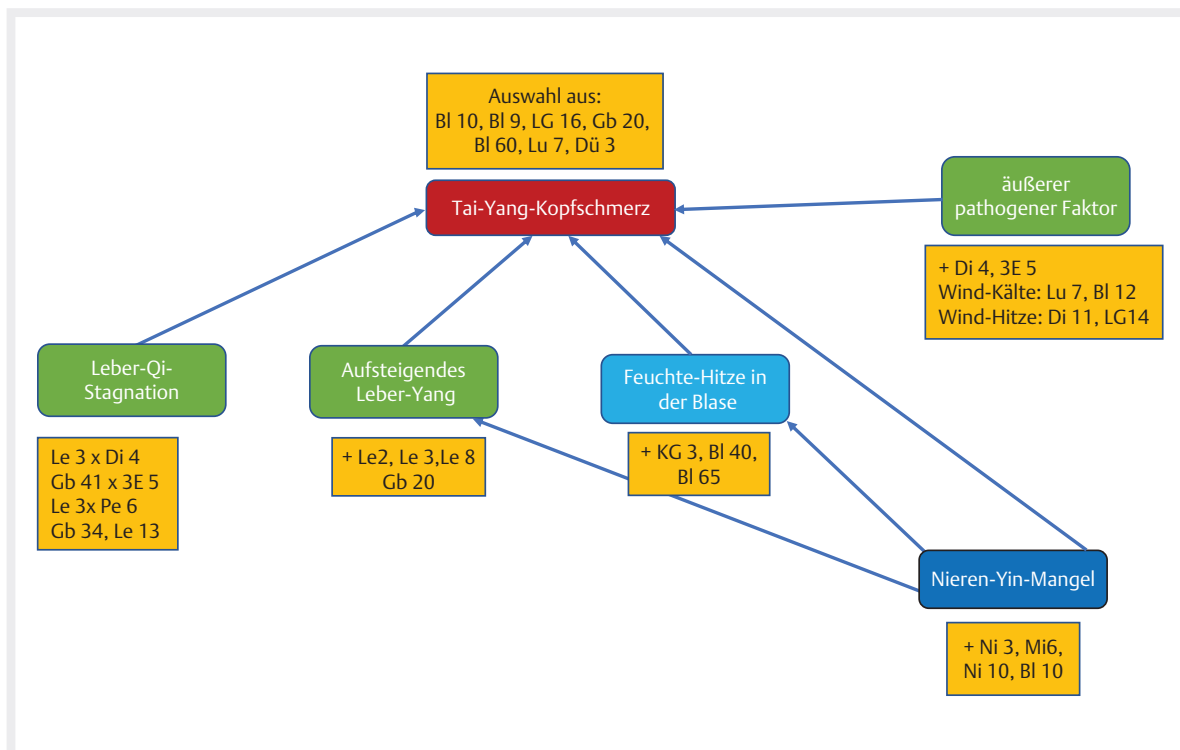 Auswahl aus:
Bl 10, Bl 9, LG 16, Gb 20,
Bl 60, Lu 7, Dü 3
Tai-Yang-Kopfschmerz
äußerer
pathogener Faktor
+ Di 4, 3E 5
Wind-Kälte: Lu 7, Bl 12
Wind-Hitze: Di 11, LG14
Leber-Qi-
Stagnation
Le 3 x Di 4
Gb 41 x 3E 5
Le 3x Pe 6
Gb 34, Le 13
Aufsteigendes
Leber-Yang
+ Le2, Le 3,Le 8
Gb 20
Feuchte-Hitze in
der Blase
+ KG 3, Bl 40,
Bl 65
Nieren-Yin-Mangel
+ Ni 3, Mi6,
Ni 10, Bl 10